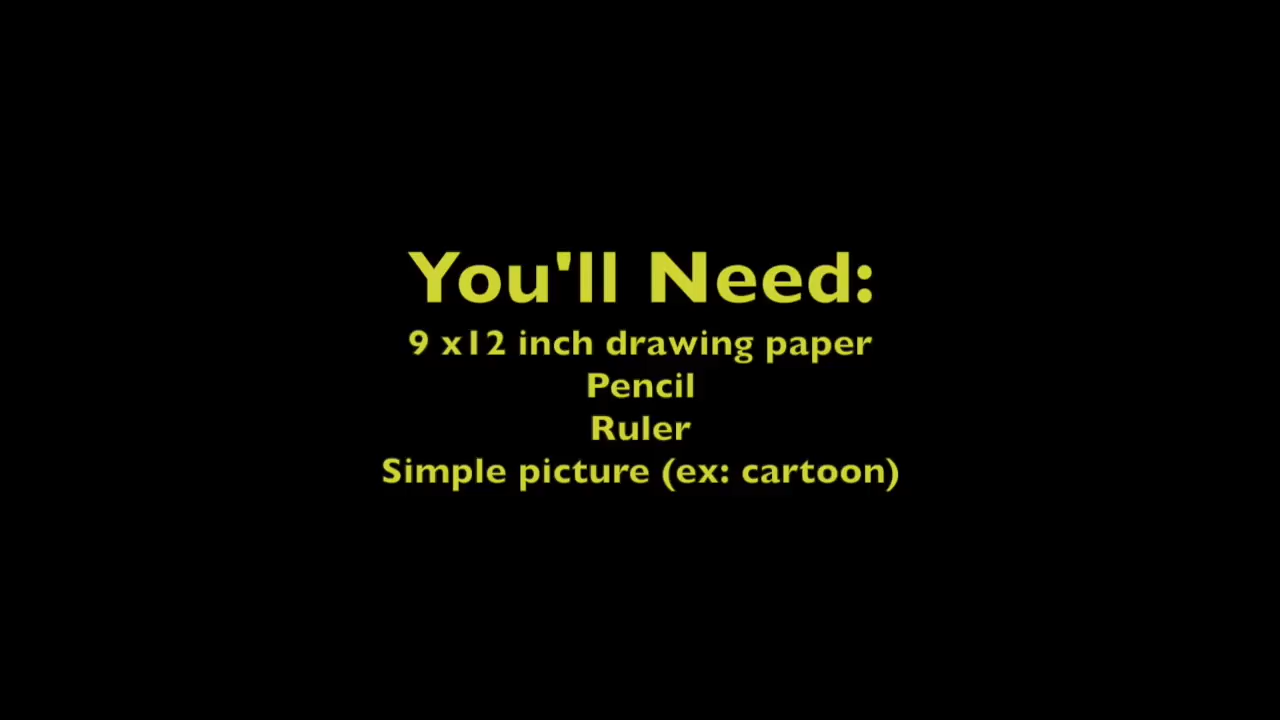 You'll Need:
9 x12 inch drawing paper
Pencil
Ruler
Simple picture (ex: cartoon)